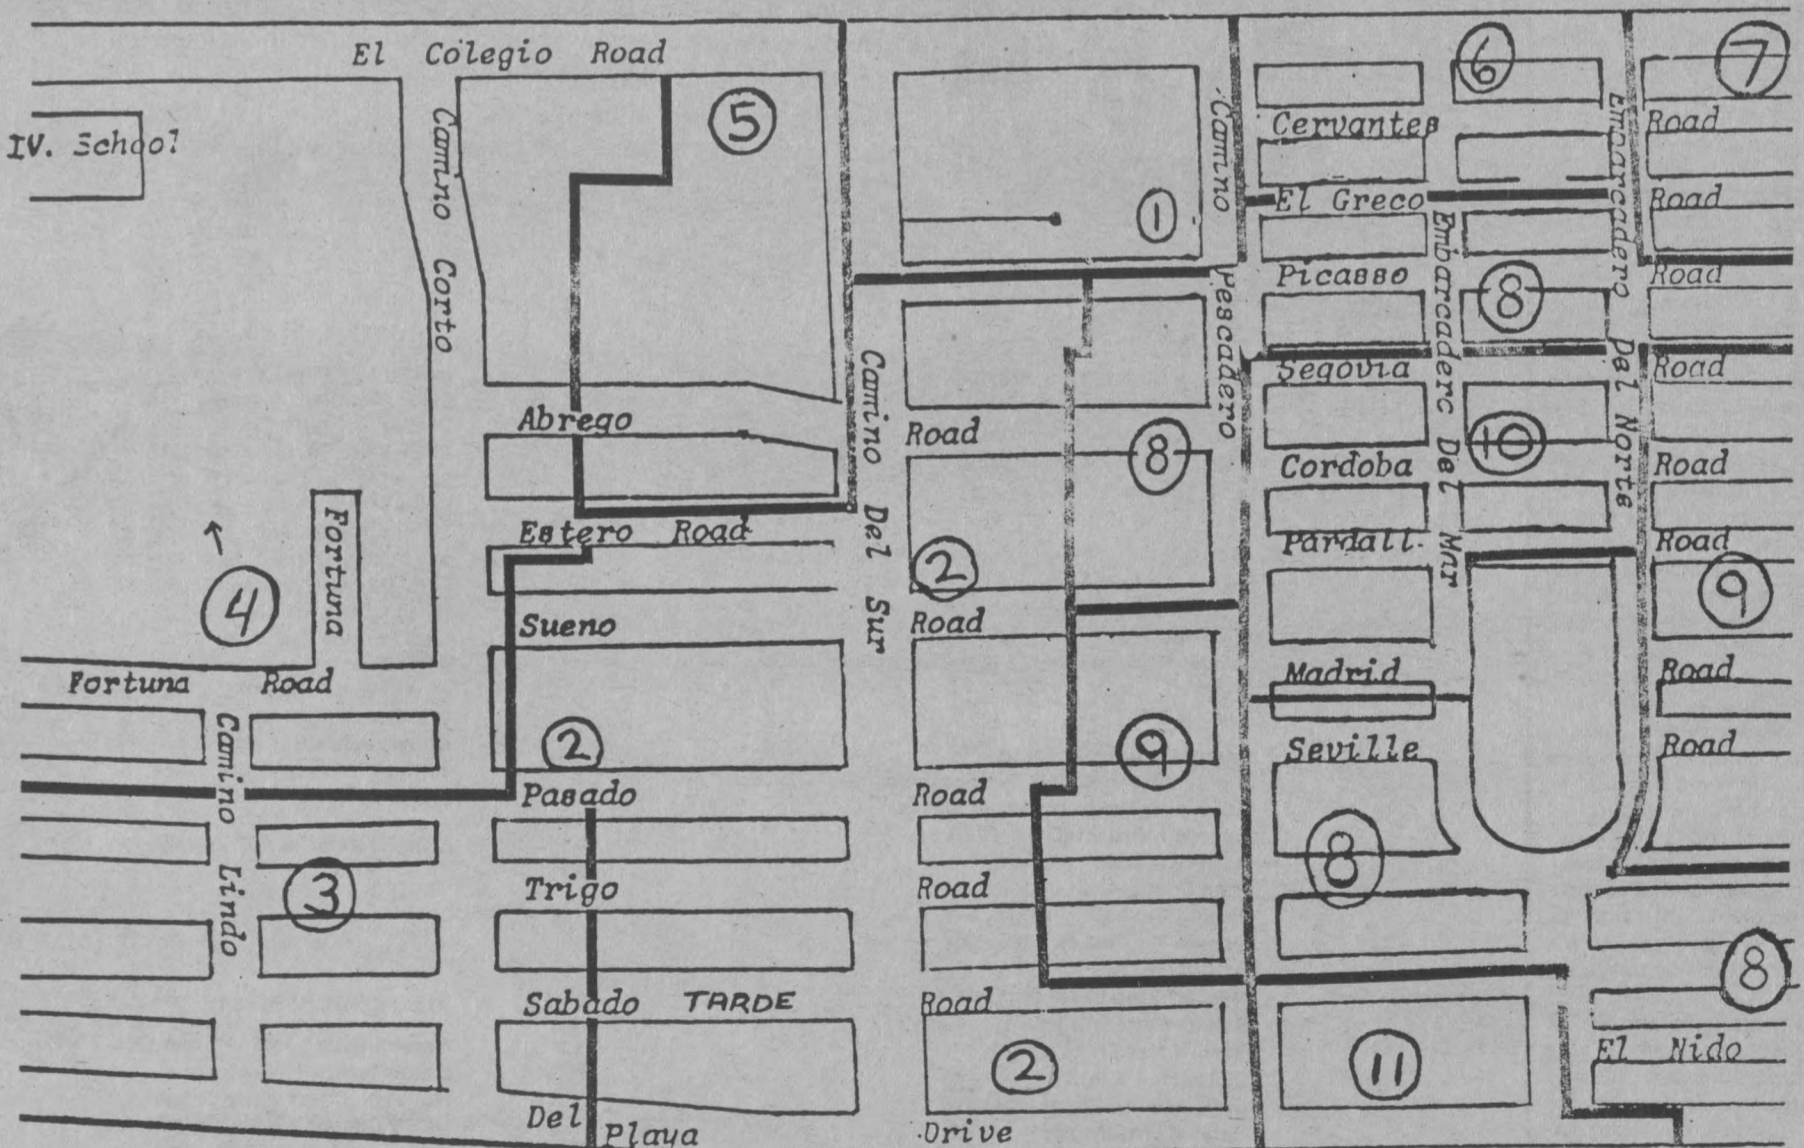 El Colegio Road
IV. School
Camino Corto
5
1
Camino Pescadero
6
7
Cervantes Road
El Greco Road
Picasso Road
8
Segovia Road
Embarcadero Del Mar
Embarcadero Del Norte
Abrego Road
Camino Del Sur
8
10
Cordoba Road
Estero Road
Pardall Road
Fortuna
4
2
9
Sueno Road
Fortuna Road
Madrid Road
Camino Lindo
2
9
Seville Road
Pasado Road
8
Trigo Road
3
Sabado TARDE Road
8
2
11
El Nido
Del Playa Drive